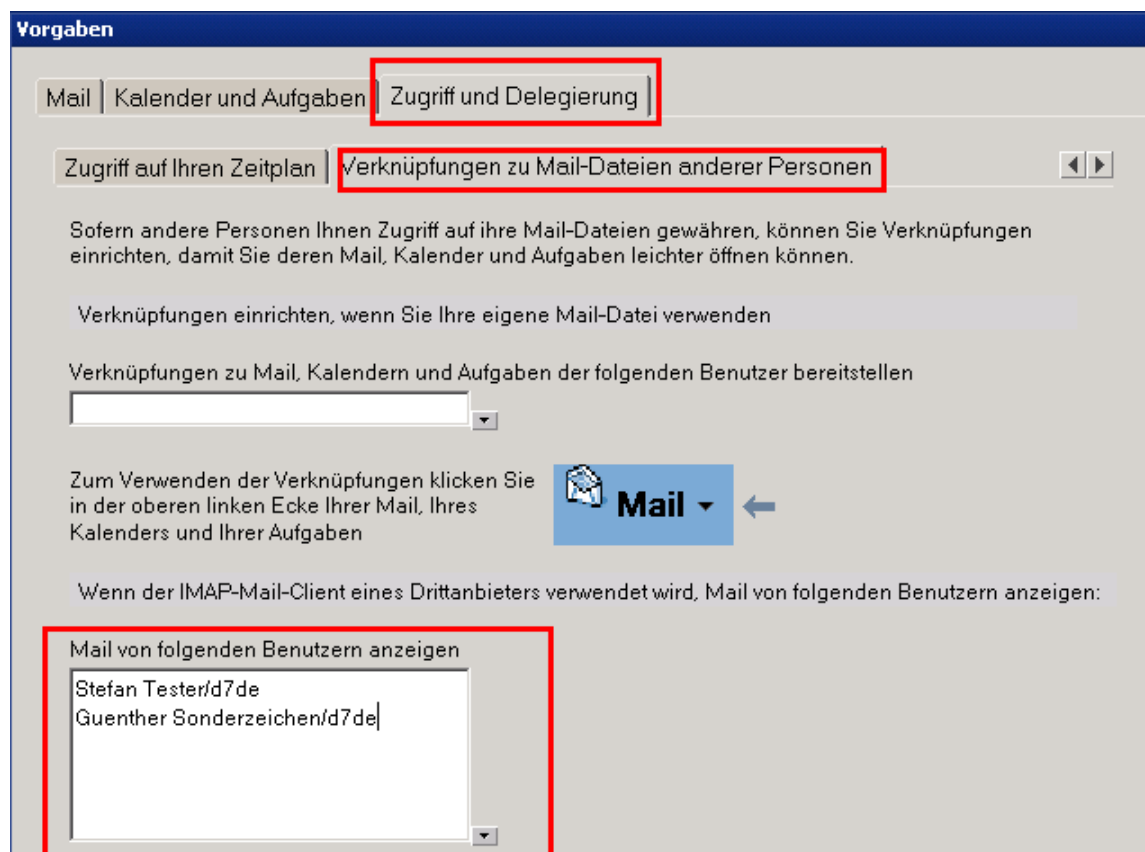 Vorgaben
Mail
Kalender und Aufgaben
Zugriff und Delegierung
Zugriff auf Ihren Zeitplan
Verknüpfungen zu Mail-Dateien anderer Personen
Sofern andere Personen Ihnen Zugriff auf ihre Mail-Dateien gewähren, können Sie Verknüpfungen
einrichten, damit Sie deren Mail, Kalender und Aufgaben leichter öffnen können.
Verknüpfungen einrichten, wenn Sie Ihre eigene Mail-Datei verwenden
Verknüpfungen zu Mail, Kalendern und Aufgaben der folgenden Benutzer bereitstellen
Zum Verwenden der Verknüpfungen klicken Sie
in der oberen linken Ecke Ihrer Mail, Ihres
Kalenders und Ihrer Aufgaben
Mail
Wenn der IMAP-Mail-Client eines Drittanbieters verwendet wird, Mail von folgenden Benutzern anzeigen:
Mail von folgenden Benutzern anzeigen
Stefan Tester/d7de
Guenther Sonderzeichen/d7de